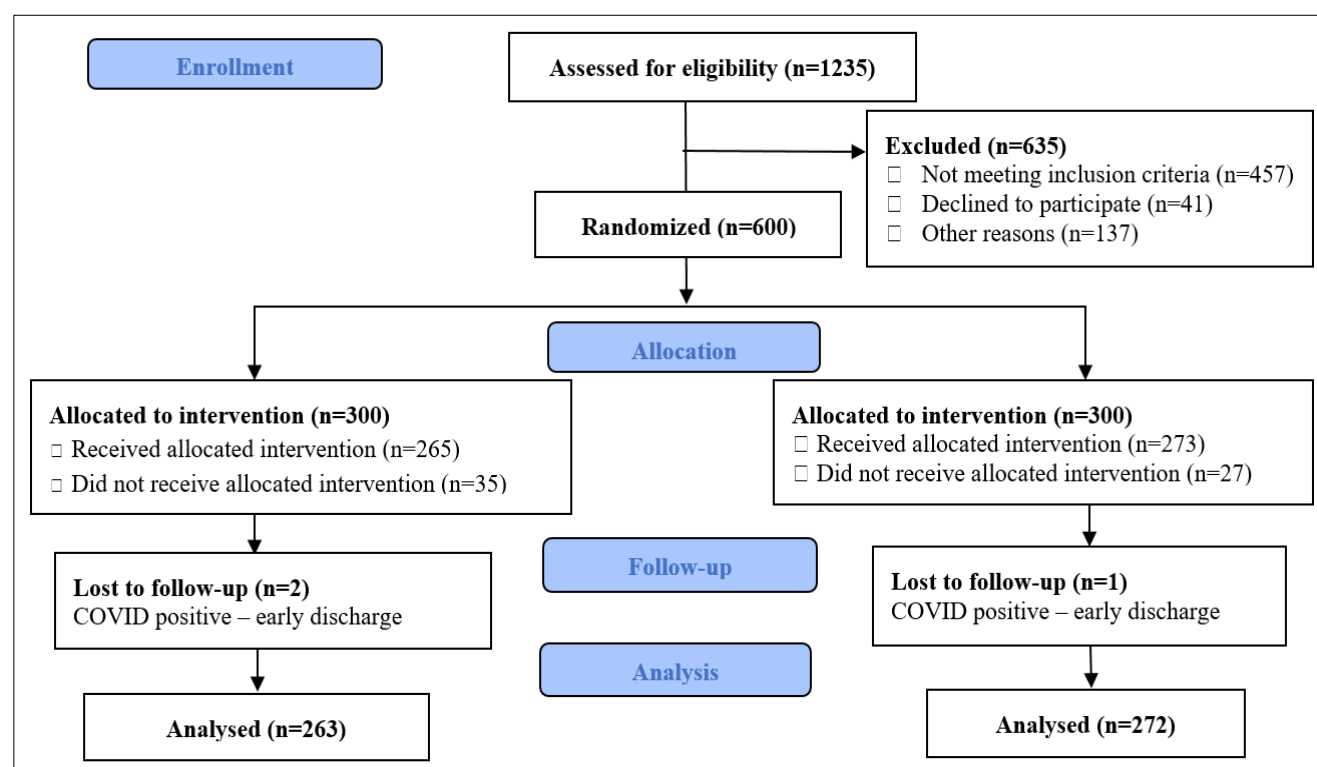 Enrollment
Assessed for eligibility (n=1235)
Excluded (n=635)
□ Not meeting inclusion criteria (n=457)
□ Declined to participate (n=41)
□ Other reasons (n=137)
Randomized (n=600)
Allocation
Allocated to intervention (n=300)
□ Received allocated intervention (n=265)
□ Did not receive allocated intervention (n=35)
Allocated to intervention (n=300)
□ Received allocated intervention (n=273)
□ Did not receive allocated intervention (n=27)
Follow-up
Lost to follow-up (n=2)
COVID positive – early discharge
Lost to follow-up (n=1)
COVID positive – early discharge
Analysis
Analysed (n=263)
Analysed (n=272)